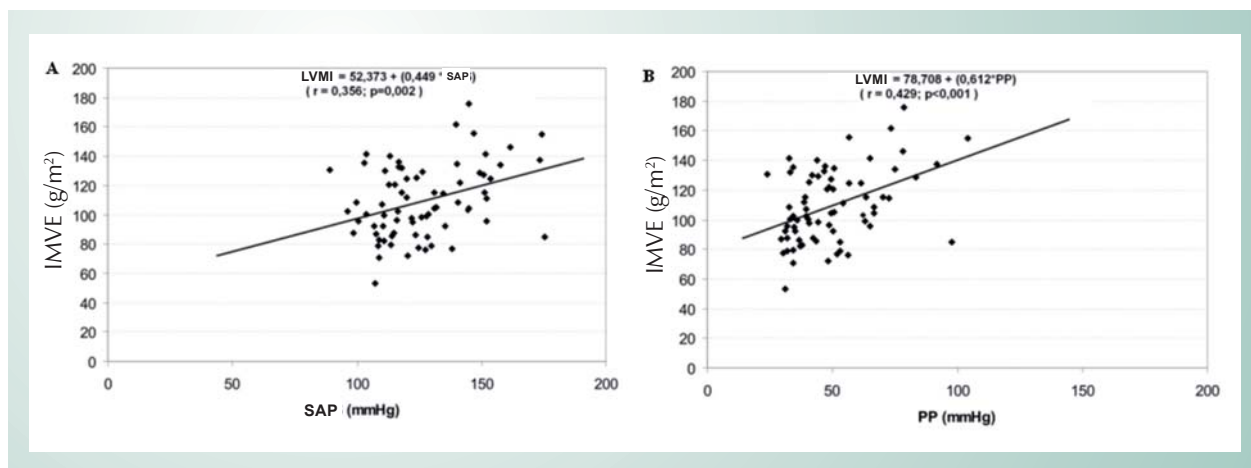 A
LVMI = 52,373 + (0,449 * SAP)
( r = 0,356; p=0,002 )
IMVE (g/m²)
200
180
160
140
120
100
80
60
40
20
0
0 50 100 150 200
SAP (mmHg)
B
LVMI = 78,708 + (0,612*PP)
( r = 0,429; p<0,001 )
IMVE (g/m²)
200
180
160
140
120
100
80
60
40
20
0
0 50 100 150 200
PP (mmHg)